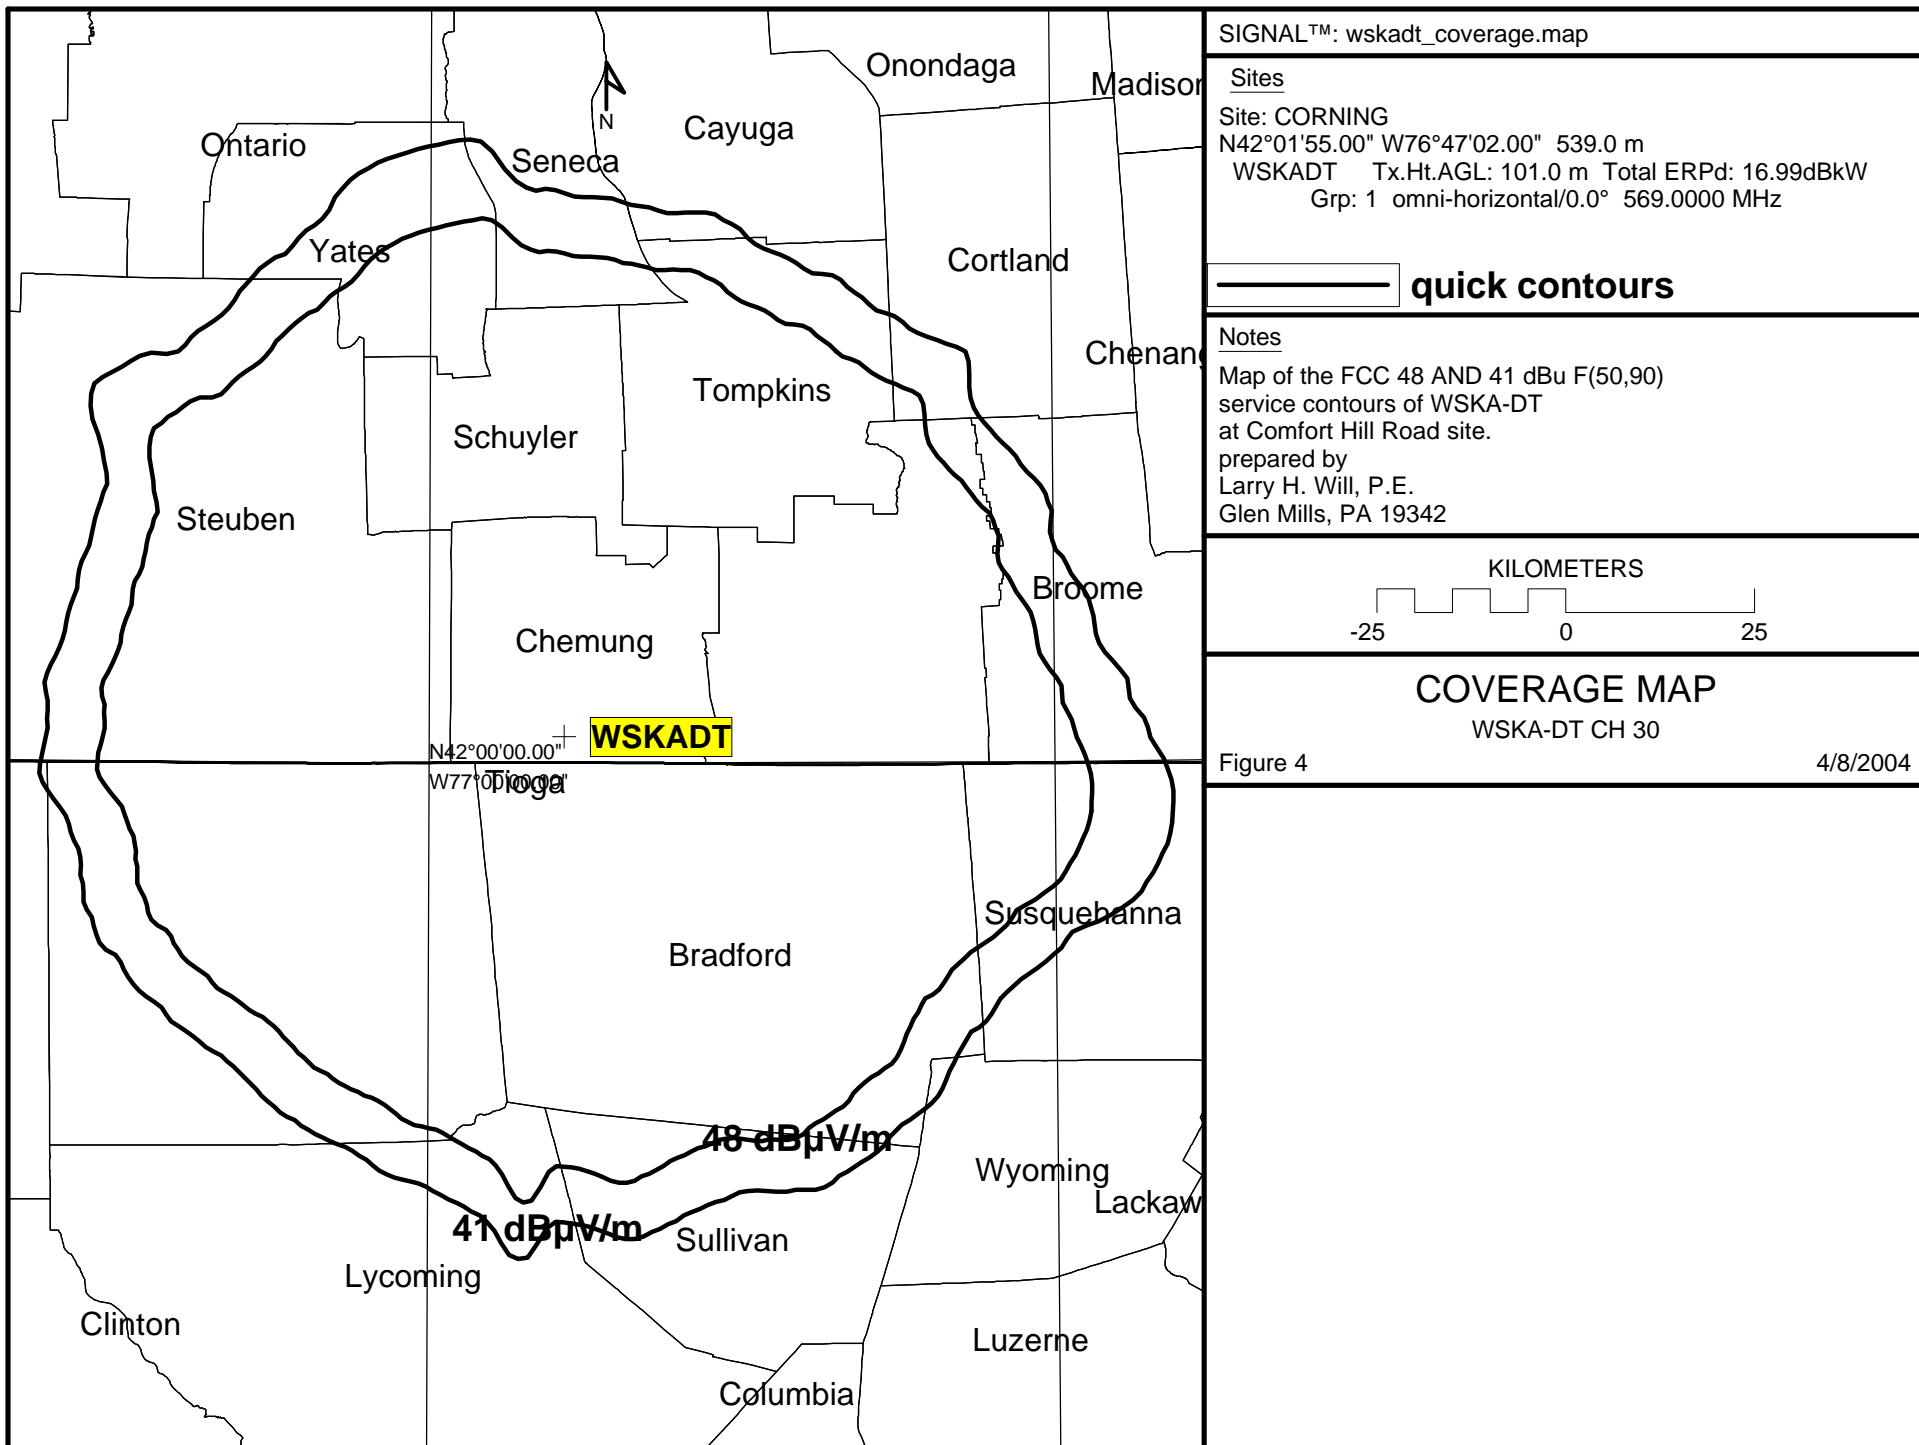 Onondaga
Madison
Ontario
Cayuga
N
Seneca
Yates
Cortland
Chenang
Tompkins
Schuyler
Steuben
Broome
Chemung
WSKADT
N42°00'00.00"
W77°00'00.00"
Tioga
Susquehanna
Bradford
48 dBµV/m
Wyoming
Lackaw
41 dBµV/m
Sullivan
Lycoming
Clinton
Luzerne
Columbia
SIGNAL™: wskadt_coverage.map
Sites
Site: CORNING
N42°01'55.00" W76°47'02.00" 539.0 m
WSKADT Tx.Ht.AGL: 101.0 m Total ERPd: 16.99dBkW
Grp: 1 omni-horizontal/0.0° 569.0000 MHz
quick contours
Notes
Map of the FCC 48 AND 41 dBu F(50,90)
service contours of WSKA-DT
at Comfort Hill Road site.
prepared by
Larry H. Will, P.E.
Glen Mills, PA 19342
KILOMETERS
-25 0 25
COVERAGE MAP
WSKA-DT CH 30
Figure 4 4/8/2004